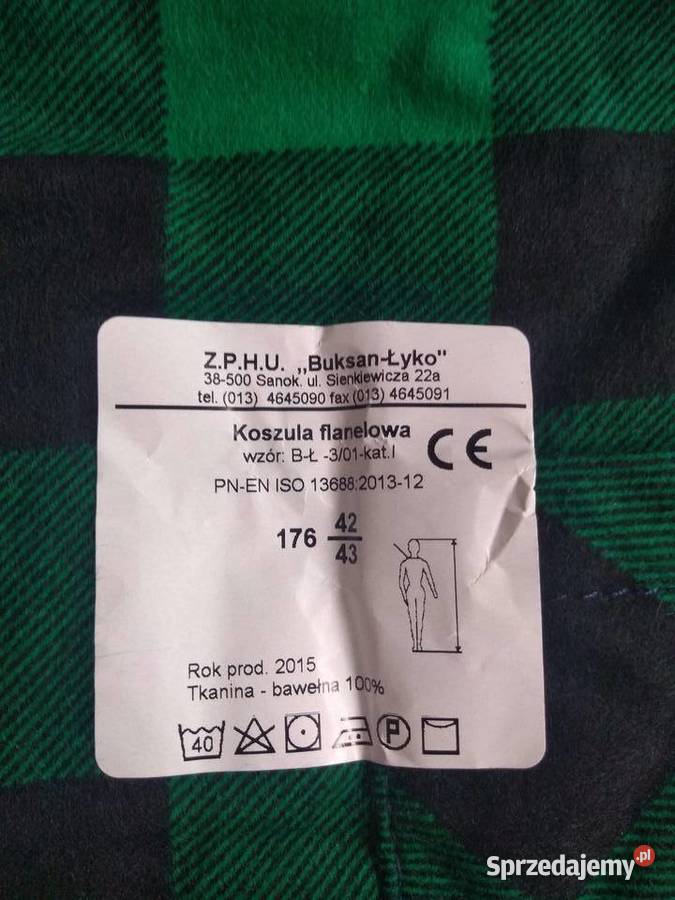 Z.P.H.U. „Buksan-Łyko"
38-500 Sanok. ul. Sienkiewicza 22a
tel. (013) 4645090 fax (013) 4645091
Koszula flanelowa
wzór: B-Ł -3/01-kat.I
CE
PN-EN ISO 13688:2013-12
176 42
43
Rok prod. 2015
Tkanina - bawełna 100%
40
P
Sprzedajemy.pl